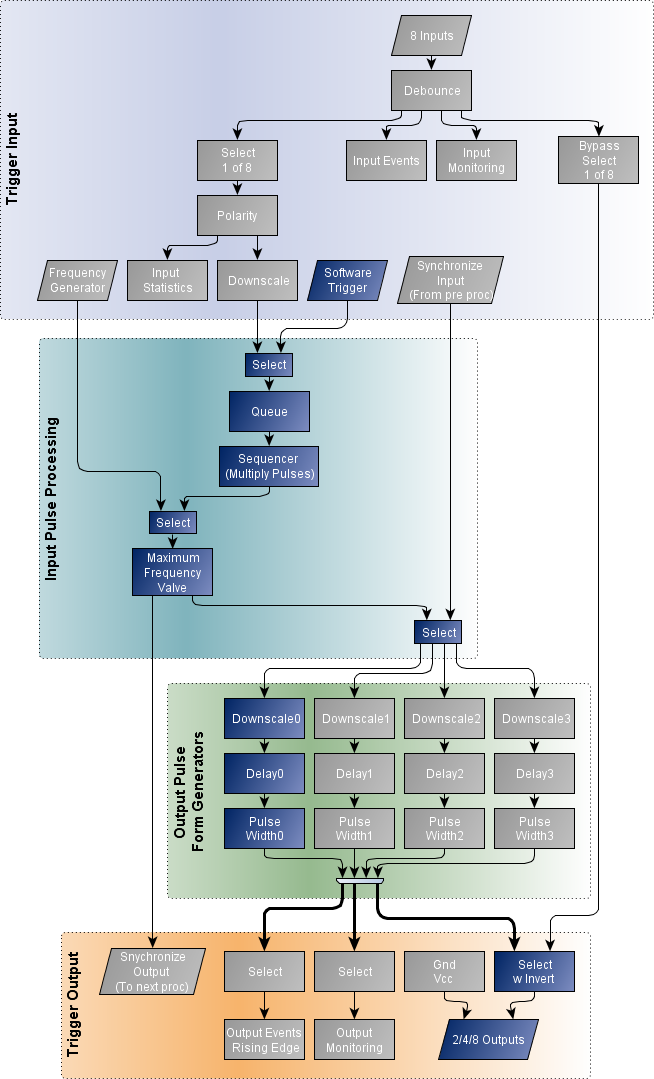 Trigger Input
8 Inputs
Debounce
Select
1 of 8
Input Events
Input
Monitoring
Bypass
Select
1 of 8
Polarity
Frequency
Generator
Input
Statistics
Downscale
Software
Trigger
Synchronize
Input
(From pre proc)
Input Pulse Processing
Select
Queue
Sequencer
(Multiply Pulses)
Select
Maximum
Frequency
Valve
Select
Output Pulse
Form Generators
Downscale0
Downscale1
Downscale2
Downscale3
Delay0
Delay1
Delay2
Delay3
Pulse
Width0
Pulse
Width1
Pulse
Width2
Pulse
Width3
Trigger Output
Snychronize
Output
(To next proc)
Select
Select
Gnd
Vcc
Select
w Invert
Output Events
Rising Edge
Output
Monitoring
2/4/8 Outputs